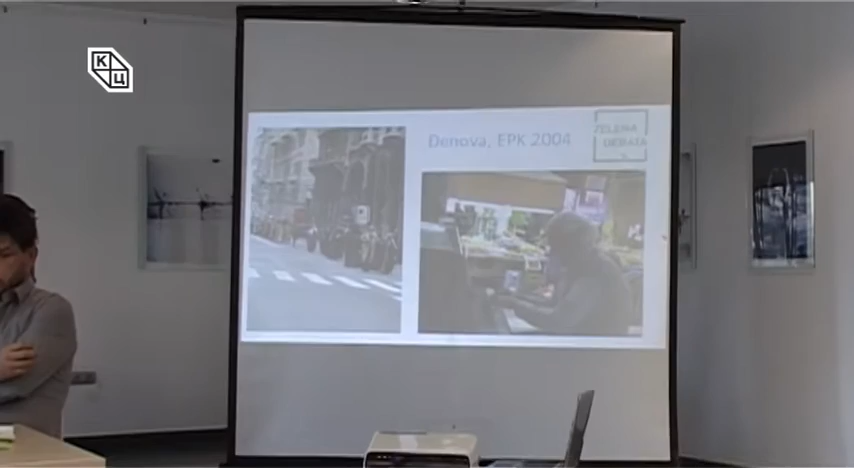 К
Ц
Denova, EPK 2004
ZELENA
DEBATA